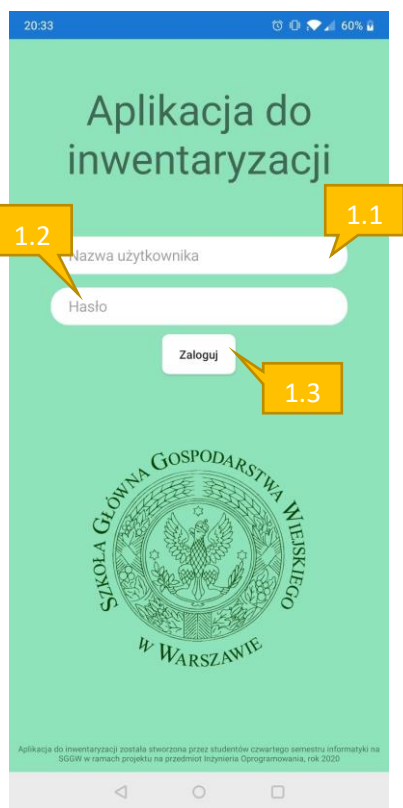 20:33
60%
Aplikacja do
inwentaryzacji
1.1
1.2
Nazwa użytkownika
Hasło
Zaloguj
1.3
SZKOŁA GŁÓWNA GOSPODARSTWA WIEJSKIEGO
W WARSZAWIE
Aplikacja do inwentaryzacji została stworzona przez studentów czwartego semestru informatyki na
SGGW w ramach projektu na przedmiot Inżynieria Oprogramowania, rok 2020